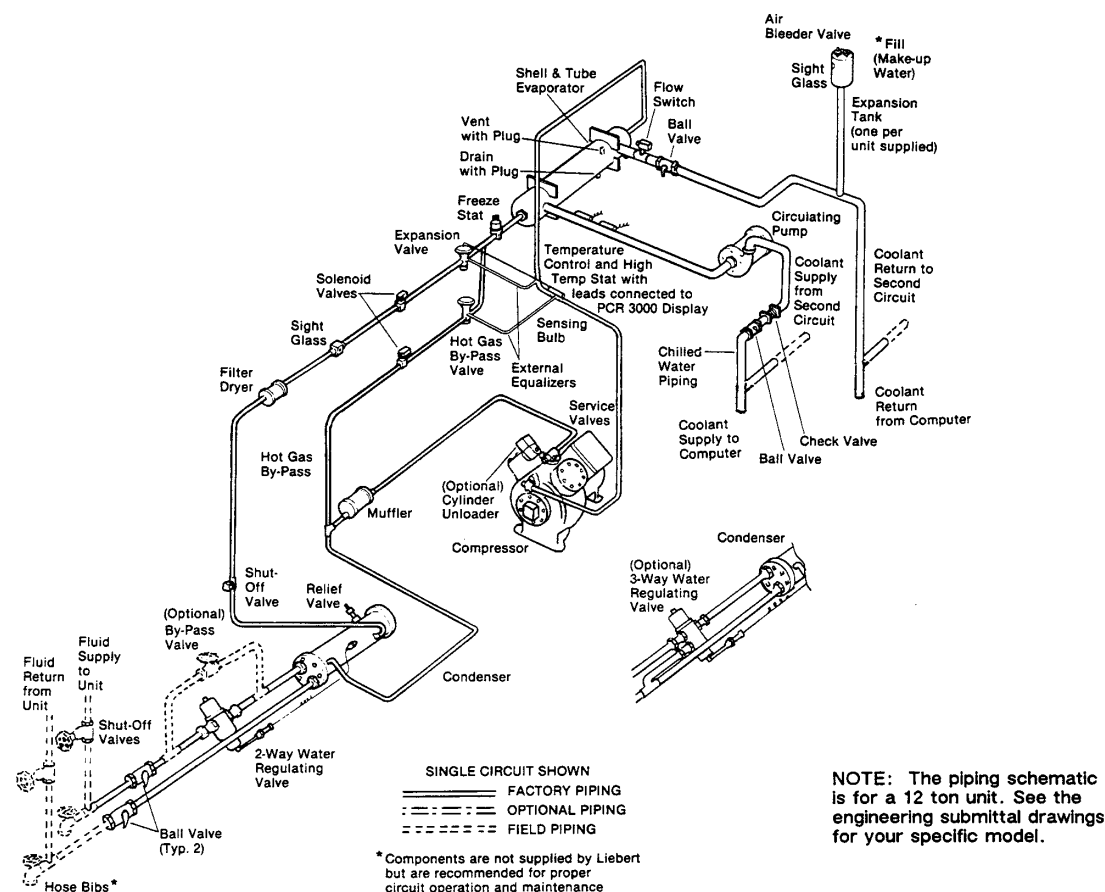 Air
Bleeder Valve
* Fill
(Make-up
Water)
Sight
Glass
Expansion
Tank
(one per
unit supplied)
Shell & Tube
Evaporator
Flow
Switch
Ball
Valve
Vent
with Plug
Drain
with Plug
Freeze
Stat
Expansion
Valve
Circulating
Pump
Temperature
Control and High
Temp Stat with
leads connected to
PCR 3000 Display
Coolant
Supply
from
Second
Circuit
Coolant
Return to
Second
Circuit
Solenoid
Valves
Sight
Glass
Hot Gas
By-Pass
Valve
Sensing
Bulb
External
Equalizers
Chilled
Water
Piping
Filter
Dryer
Coolant
Return
from Computer
Coolant
Supply to
Computer
Check Valve
Ball Valve
Service
Valves
Hot Gas
By-Pass
(Optional)
Cylinder
Unloader
Muffler
Compressor
Condenser
(Optional)
3-Way Water
Regulating
Valve
Shut-
Off
Valve
Relief
Valve
(Optional)
By-Pass
Valve
Fluid
Supply
to
Unit
Fluid
Return
from
Unit
Condenser
Shut-Off
Valves
2-Way Water
Regulating
Valve
Ball Valve
(Typ. 2)
Hose Bibs*
SINGLE CIRCUIT SHOWN
FACTORY PIPING
OPTIONAL PIPING
FIELD PIPING
*Components are not supplied by Liebert
but are recommended for proper
circuit operation and maintenance
NOTE: The piping schematic
is for a 12 ton unit. See the
engineering submittal drawings
for your specific model.